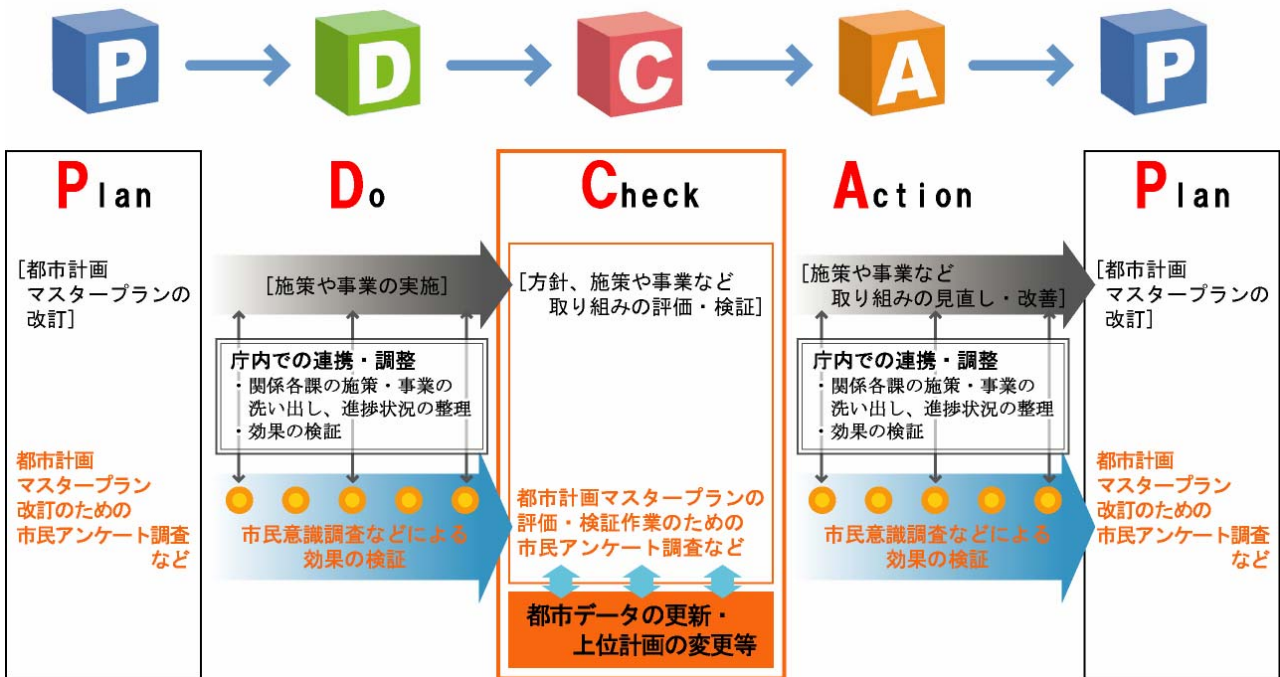 P
D
C
A
P
Plan
Do
Check
Action
Plan
[都市計画
マスタープランの
改訂]
[施策や事業の実施]
[方針、施策や事業など
取り組みの評価・検証]
[施策や事業など
取り組みの見直し・改善]
[都市計画
マスタープランの
改訂]
庁内での連携・調整
・関係各課の施策・事業の
洗い出し、進捗状況の整理
・効果の検証
庁内での連携・調整
・関係各課の施策・事業の
洗い出し、進捗状況の整理
・効果の検証
都市計画
マスタープラン
改訂のための
市民アンケート調査
など
市民意識調査などによる
効果の検証
都市計画マスタープランの
評価・検証作業のための
市民アンケート調査など
市民意識調査などによる
効果の検証
都市計画
マスタープラン
改訂のための
市民アンケート調査
など
都市データの更新・
上位計画の変更等